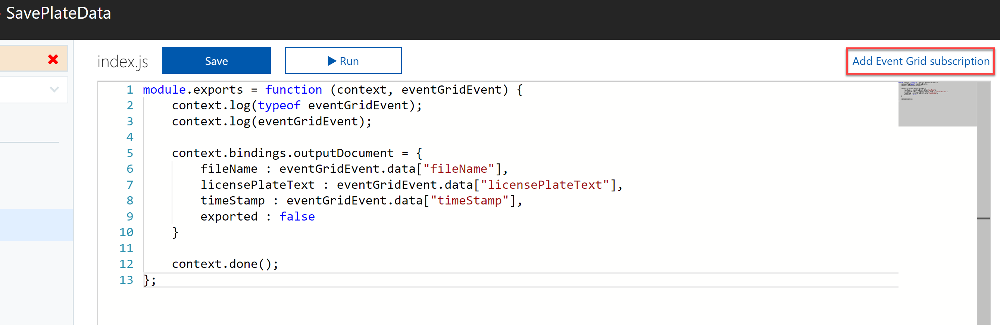 SavePlateData
index.js Save Run Add Event Grid subscription
1 module.exports = function (context, eventGridEvent) {
2     context.log(typeof eventGridEvent);
3     context.log(eventGridEvent);
4
5     context.bindings.outputDocument = {
6         fileName : eventGridEvent.data["fileName"],
7         licensePlateText : eventGridEvent.data["licensePlateText"],
8         timeStamp : eventGridEvent.data["timeStamp"],
9         exported : false
10     }
11
12     context.done();
13 };